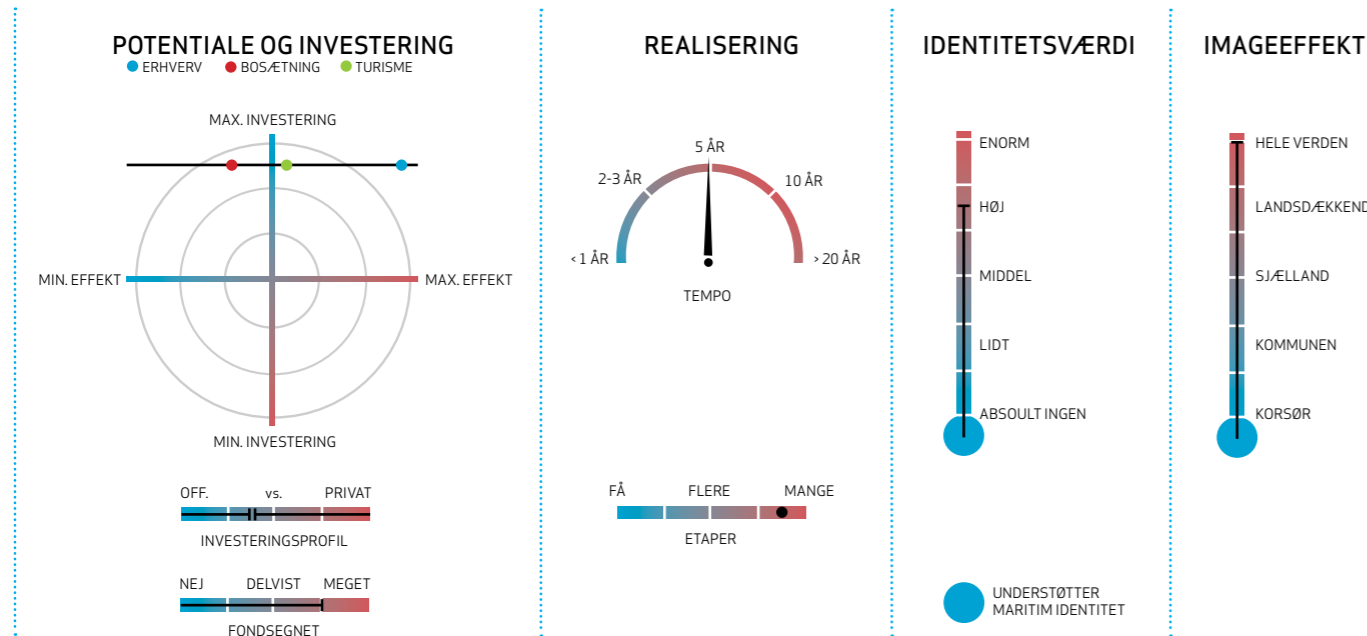 POTENTIALE OG INVESTERING
ERHVERV BOSÆTNING TURISME
MAX. INVESTERING
MIN. EFFEKT
MAX. EFFEKT
MIN. INVESTERING
OFF. vs. PRIVAT
INVESTERINGSPROFIL
NEJ DELVIST MEGET
FONDSEGNET
REALISERING
5 ÅR
2-3 ÅR
10 ÅR
< 1 ÅR
> 20 ÅR
TEMPO
FÅ FLERE MANGE
ETAPER
IDENTITETSVÆRDI
ENORM
HØJ
MIDDEL
LIDT
ABSOULT INGEN
UNDERSTØTTER
MARITIM IDENTITET
IMAGEEFFEKT
HELE VERDEN
LANDSDÆKKEND
SJÆLLAND
KOMMUNEN
KORSØR